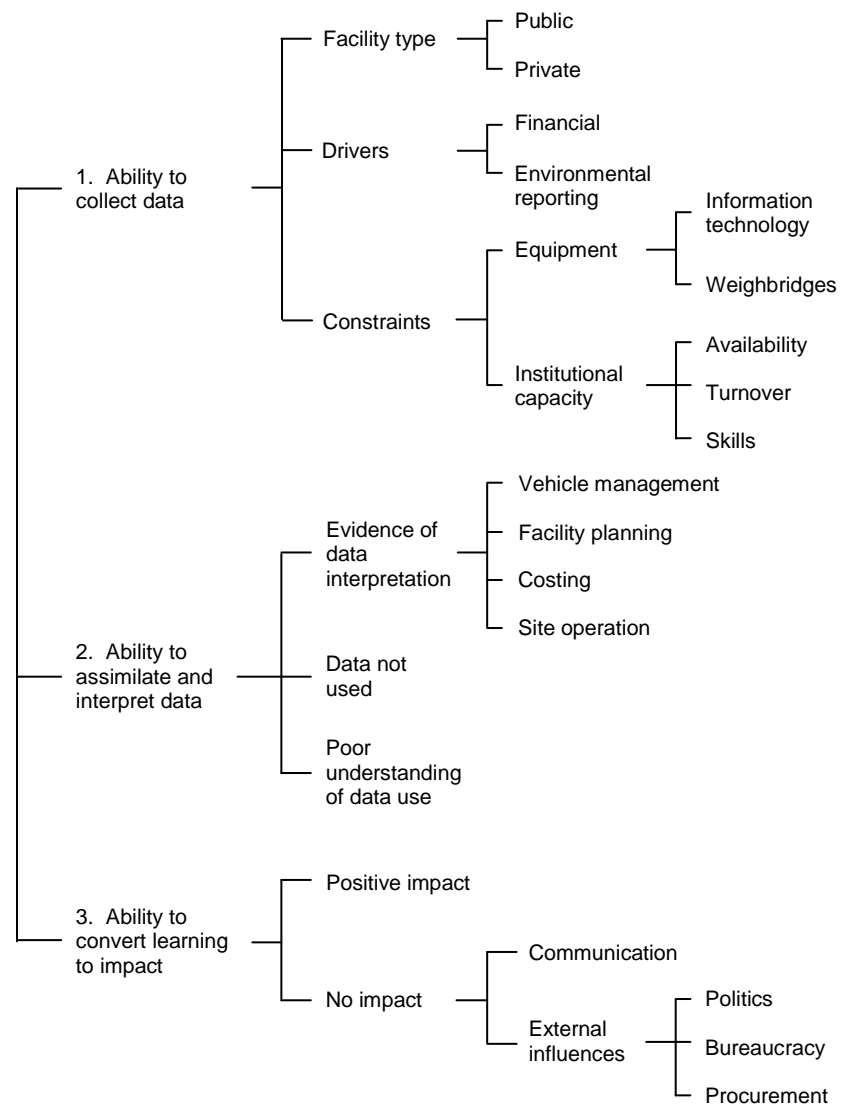 1. Ability to
collect data
Facility type
Public
Private
Drivers
Financial
Environmental
reporting
Constraints
Equipment
Information
technology
Weighbridges
Institutional
capacity
Availability
Turnover
Skills
2. Ability to
assimilate and
interpret data
Evidence of
data
interpretation
Vehicle management
Facility planning
Costing
Site operation
Data not
used
Poor
understanding
of data use
3. Ability to
convert learning
to impact
Positive impact
No impact
Communication
External
influences
Politics
Bureaucracy
Procurement